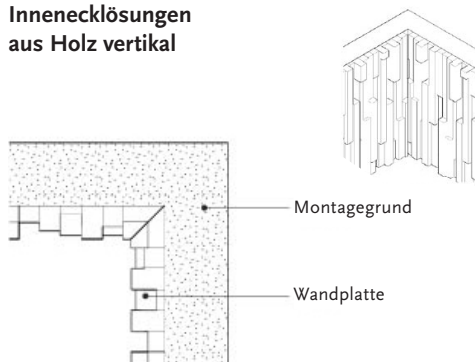 Innenecklösungen
aus Holz vertikal
Montagegrund
Wandplatte